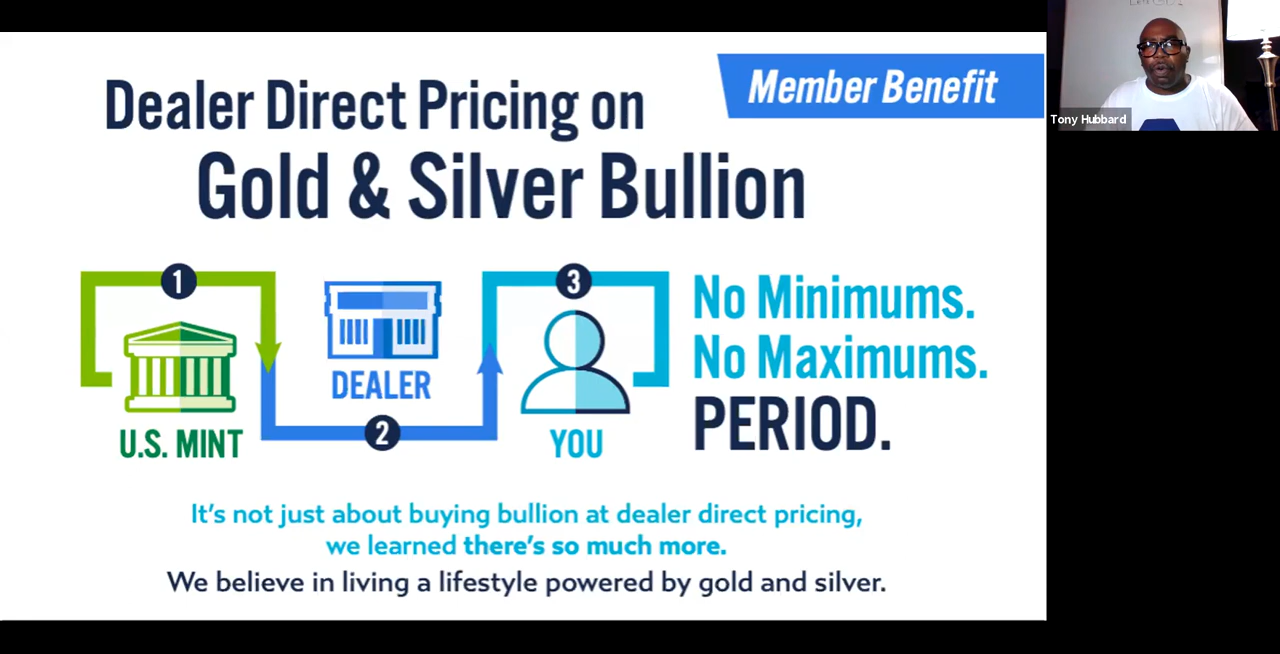 Member Benefit
Dealer Direct Pricing on
Gold & Silver Bullion
1
3
No Minimums.
No Maximums.
PERIOD.
DEALER
2
U.S. MINT
YOU
It's not just about buying bullion at dealer direct pricing,
we learned there's so much more.
We believe in living a lifestyle powered by gold and silver.
Tony Hubbard